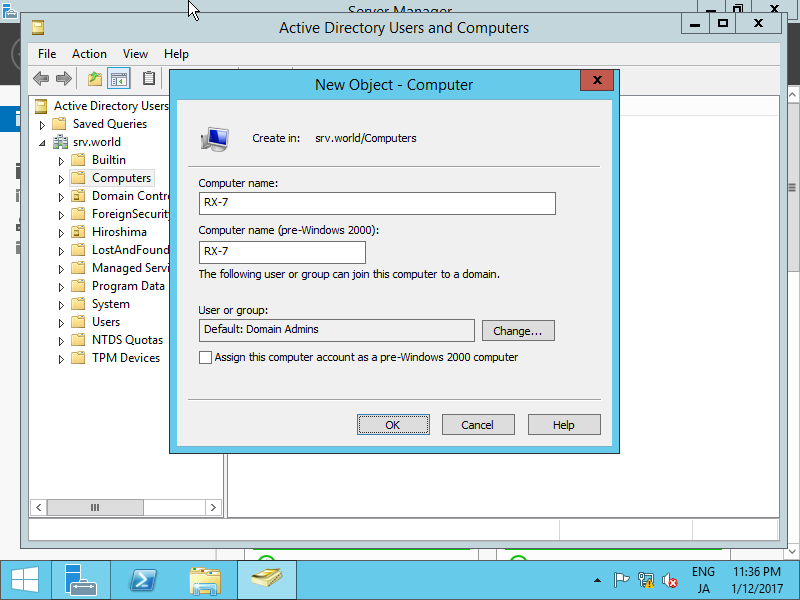 Server Manager
Active Directory Users and Computers
File Action View Help
New Object - Computer
Active Directory Users
Saved Queries
srv.world
Builtin
Computers
Domain Contr
ForeignSecurity
Hiroshima
LostAndFound
Managed Servi
Program Data
System
Users
NTDS Quotas
TPM Devices
Create in: srv.world/Computers
Computer name:
RX-7
Computer name (pre-Windows 2000):
RX-7
The following user or group can join this computer to a domain.
User or group:
Default: Domain Admins
Change...
Assign this computer account as a pre-Windows 2000 computer
OK Cancel Help
ENG
JA
11:36 PM
1/12/2017